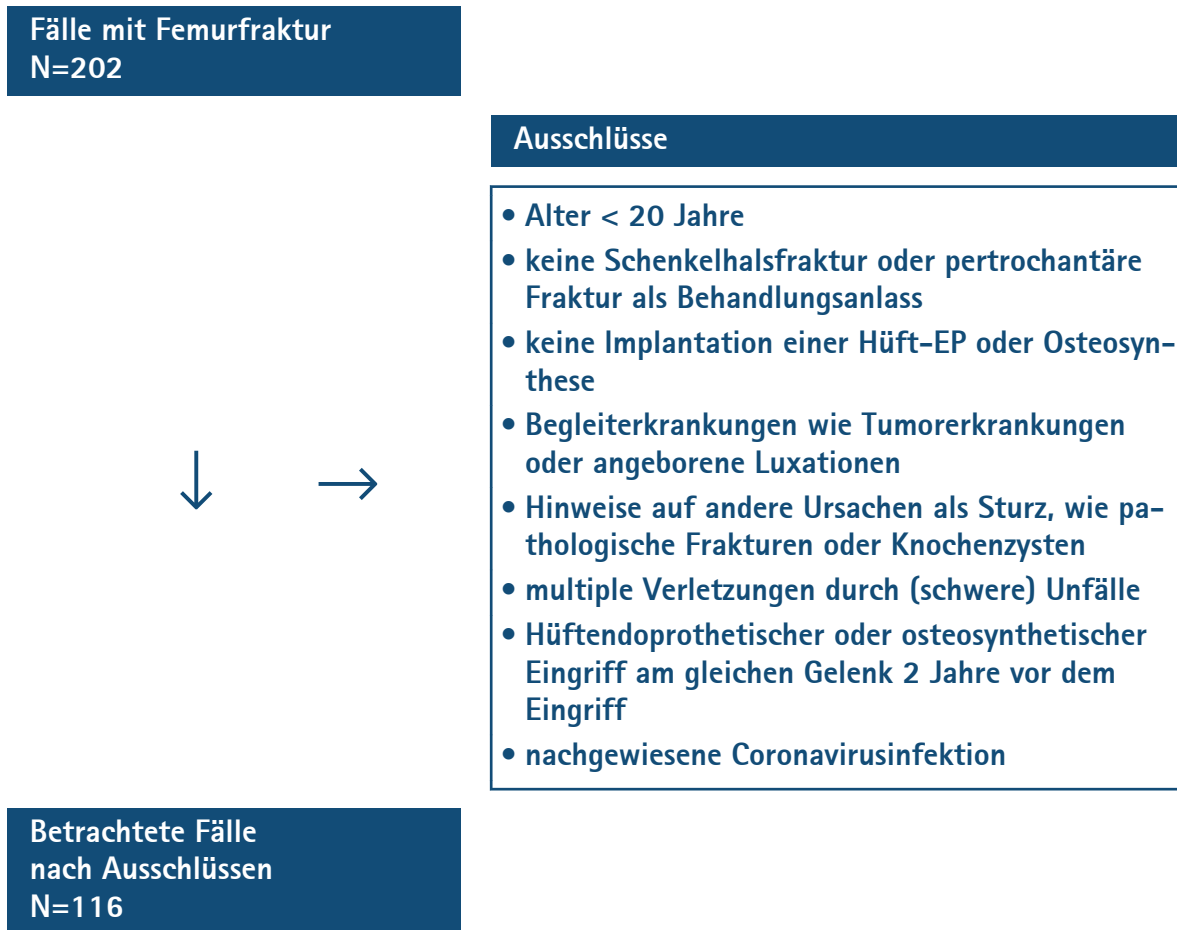 Fälle mit Femurfraktur
N=202
Ausschlüsse
• Alter < 20 Jahre
• keine Schenkelhalsfraktur oder pertrochantäre
Fraktur als Behandlungsanlass
• keine Implantation einer Hüft-EP oder Osteosyn-
these
• Begleiterkrankungen wie Tumorerkrankungen
oder angeborene Luxationen
• Hinweise auf andere Ursachen als Sturz, wie pa-
thologische Frakturen oder Knochenzysten
• multiple Verletzungen durch (schwere) Unfälle
• Hüftendoprothetischer oder osteosynthetischer
Eingriff am gleichen Gelenk 2 Jahre vor dem
Eingriff
• nachgewiesene Coronavirusinfektion
Betrachtete Fälle
nach Ausschlüssen
N=116